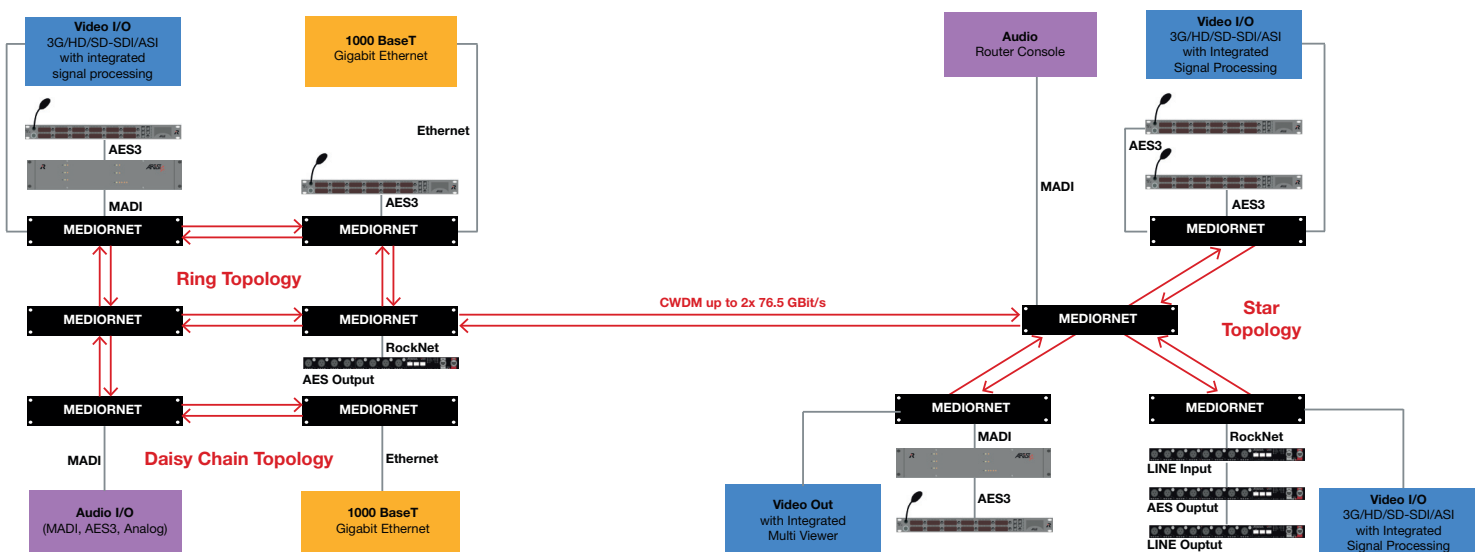 Video I/O
3G/HD/SD-SDI/ASI
with integrated
signal processing
1000 BaseT
Gigabit Ethernet
Audio
Router Console
Video I/O
3G/HD/SD-SDI/ASI
with Integrated
Signal Processing
Ethernet
AES3
AES3
MADI
AES3
MADI
AES3
MEDIORNET
MEDIORNET
MEDIORNET
Ring Topology
CWDM up to 2x 76.5 GBit/s
MEDIORNET
MEDIORNET
MEDIORNET
Star
Topology
RockNet
AES Output
MEDIORNET
MEDIORNET
MEDIORNET
MEDIORNET
MADI
Daisy Chain Topology
Ethernet
MADI
RockNet
LINE Input
AES3
AES Ouptut
LINE Ouptut
Audio I/O
(MADI, AES3, Analog)
1000 BaseT
Gigabit Ethernet
Video Out
with Integrated
Multi Viewer
Video I/O
3G/HD/SD-SDI/ASI
with Integrated
Signal Processing